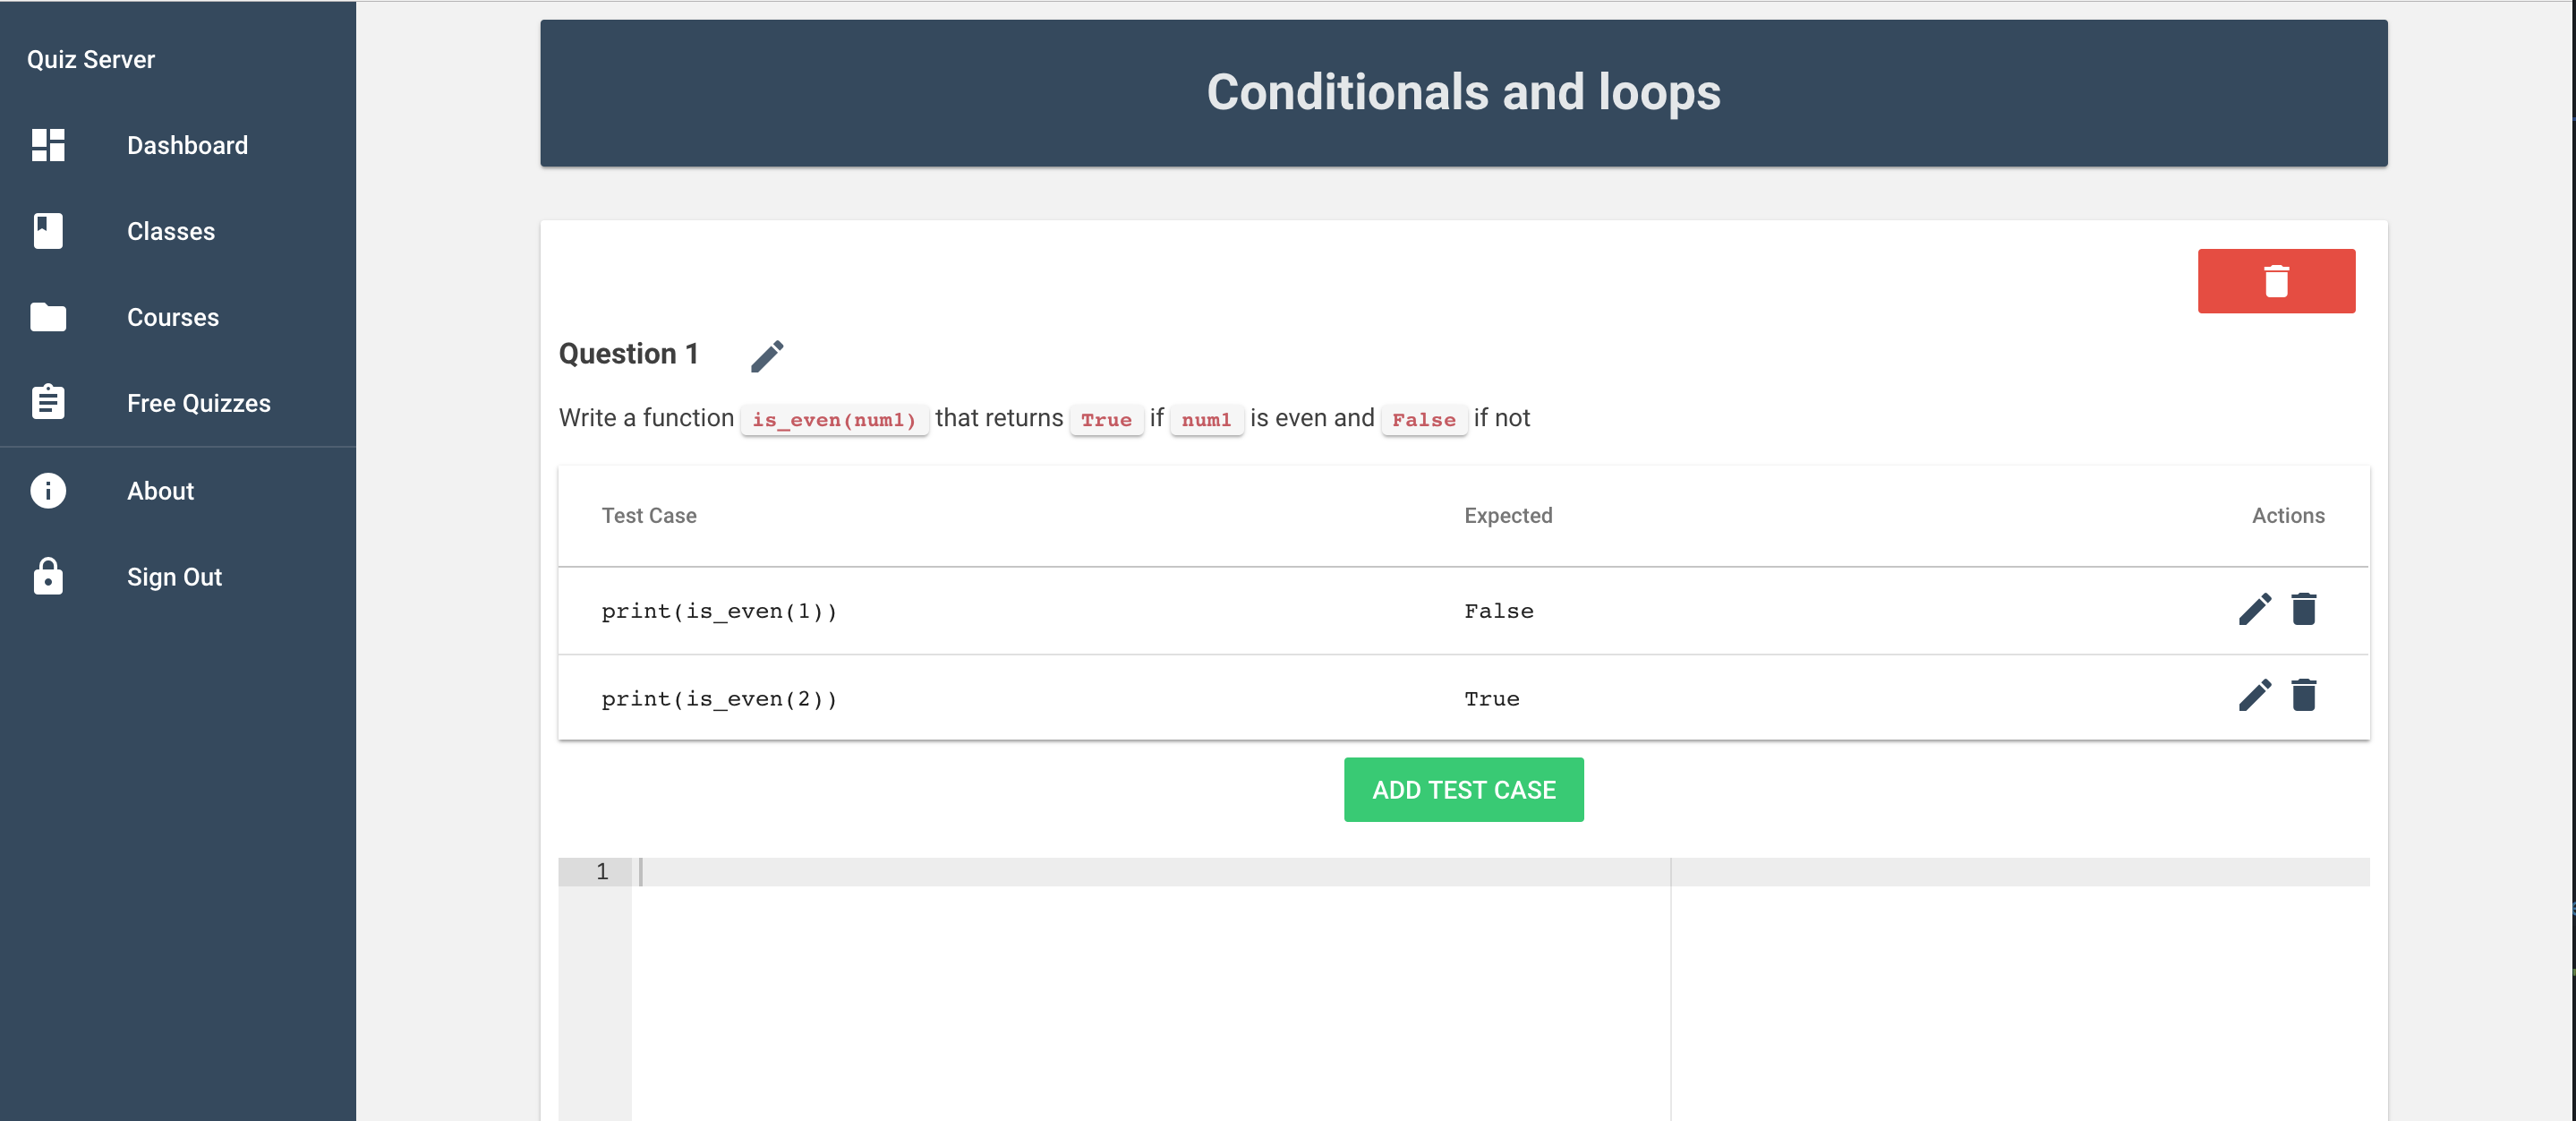 Quiz Server
Dashboard
Classes
Courses
Free Quizzes
About
Sign Out
Conditionals and loops
Question 1
Write a function is_even(num1) that returns True if num1 is even and False if not
Test Case Expected Actions
print(is_even(1)) False
print(is_even(2)) True
ADD TEST CASE
1